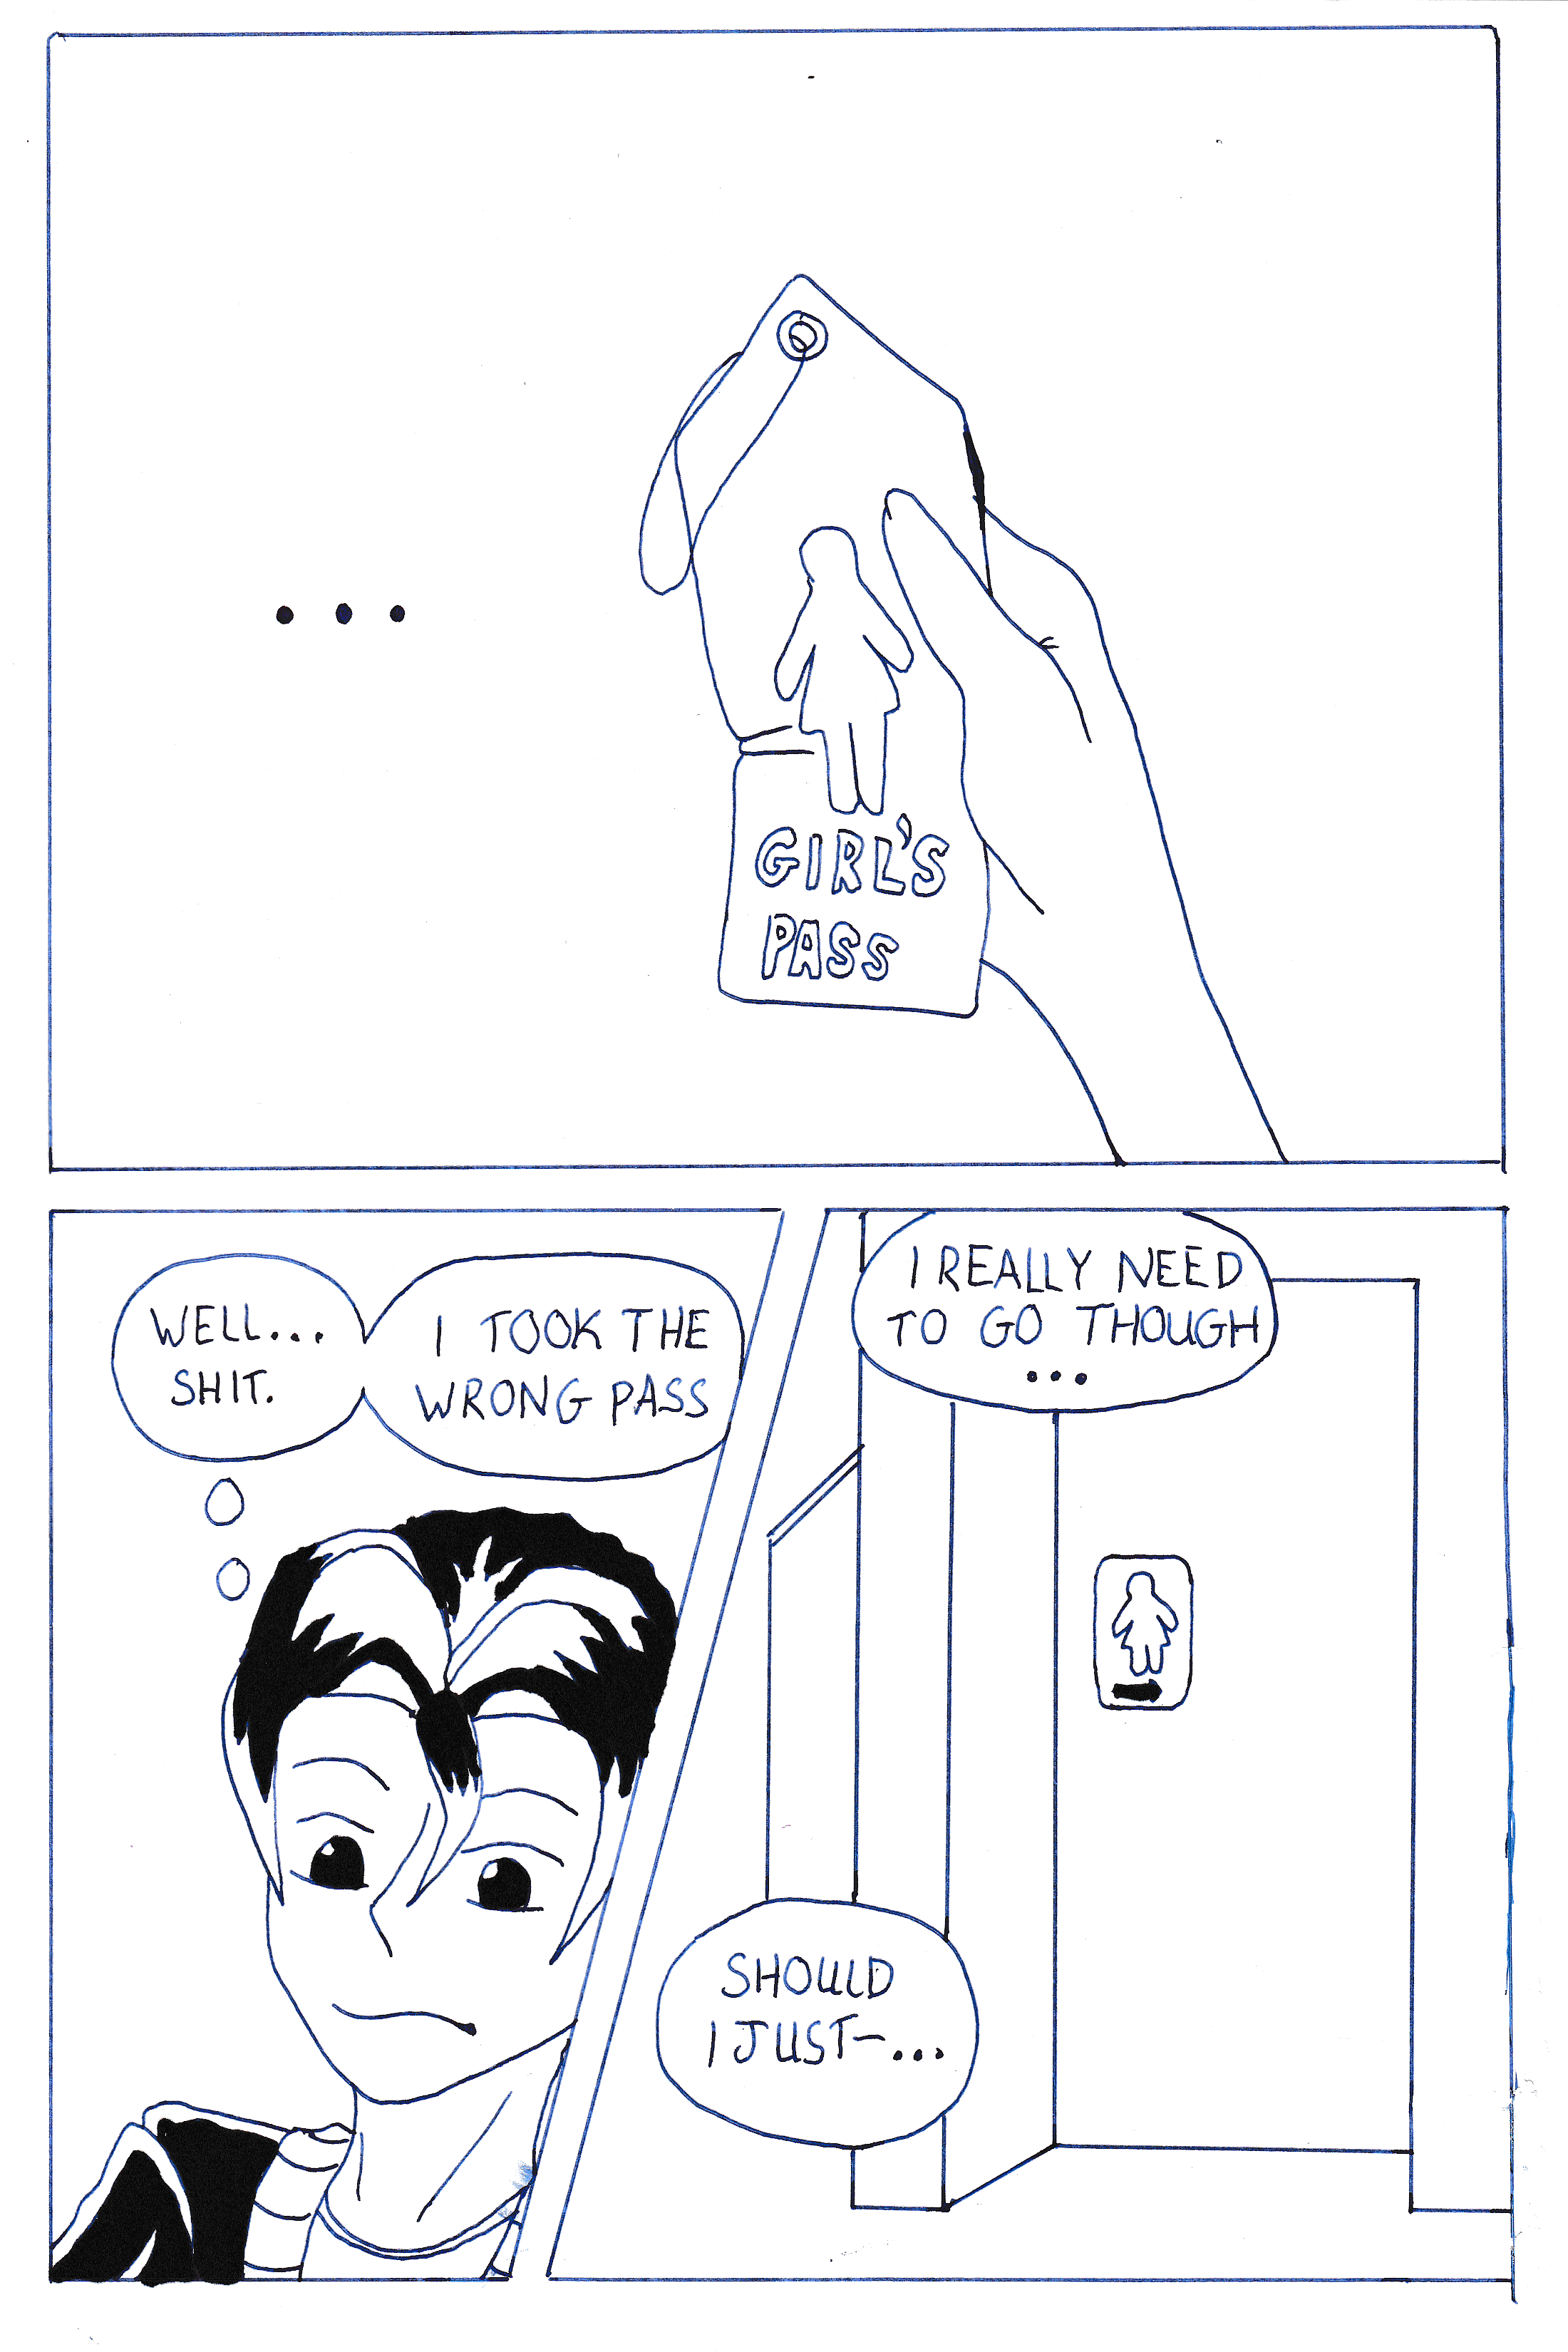 ...
GIRL'S
PASS
WELL...
SHIT.
I TOOK THE
WRONG PASS
I REALLY NEED
TO GO THOUGH
...
SHOULD
I JUST-...